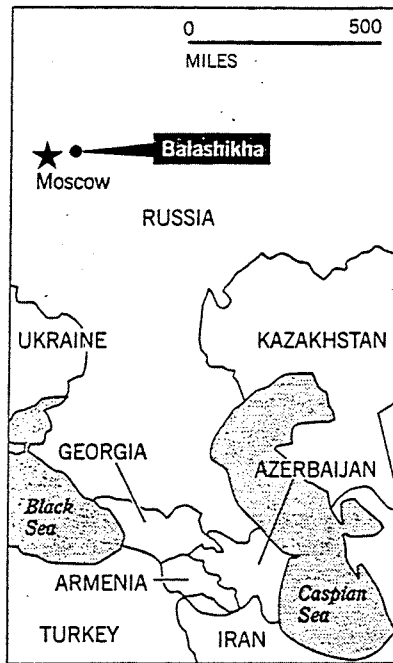 0 500
MILES
Balashikha
Moscow
RUSSIA
UKRAINE
KAZAKHSTAN
GEORGIA
AZERBAIJAN
Black
Sea
ARMENIA
Caspian
Sea
TURKEY
IRAN